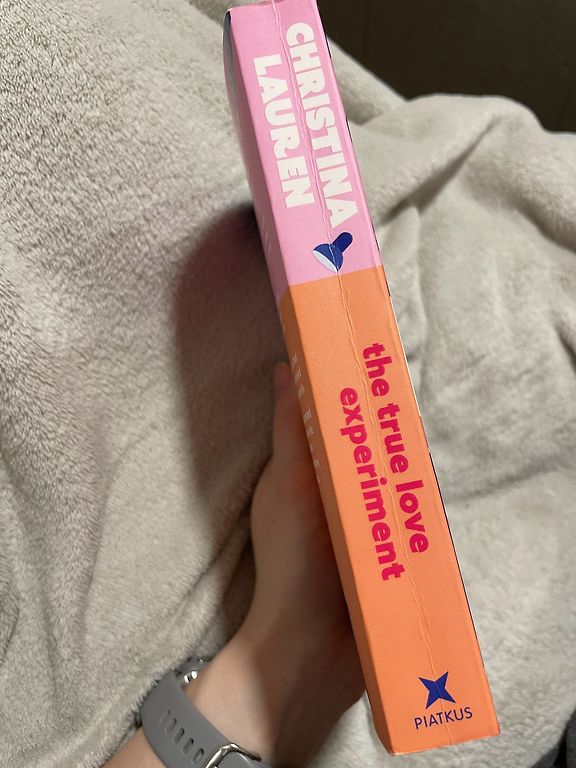 CHRISTINA
LAUREN
the true love
experiment
PIATKUS